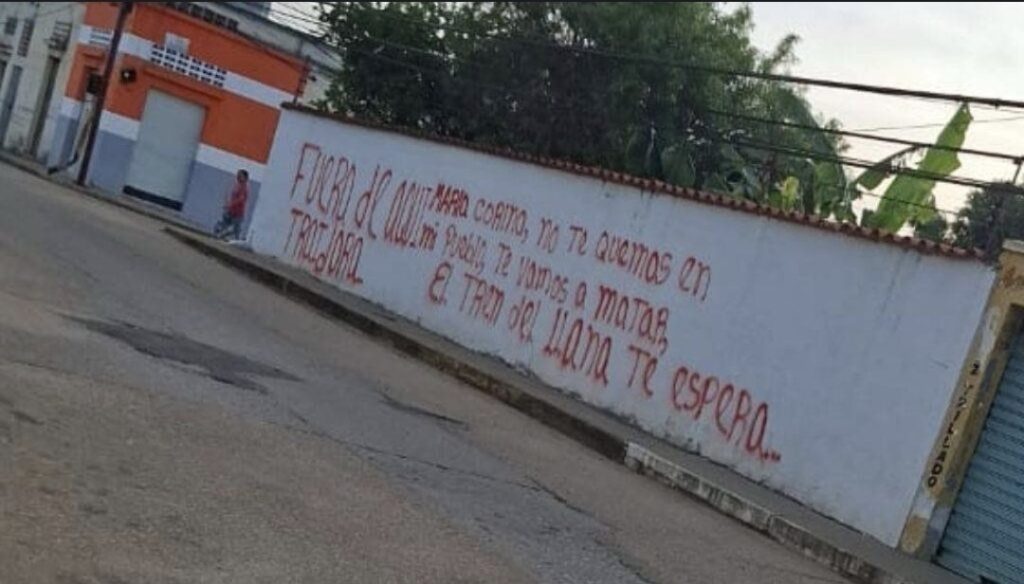 FUERA dE AQUI MARIA CORINA, NO TE QUEMOS EN
TRAIdORA mi Pueblo, TE VAMOS A MATAR,
El TREN del LLANA TE ESPERA...